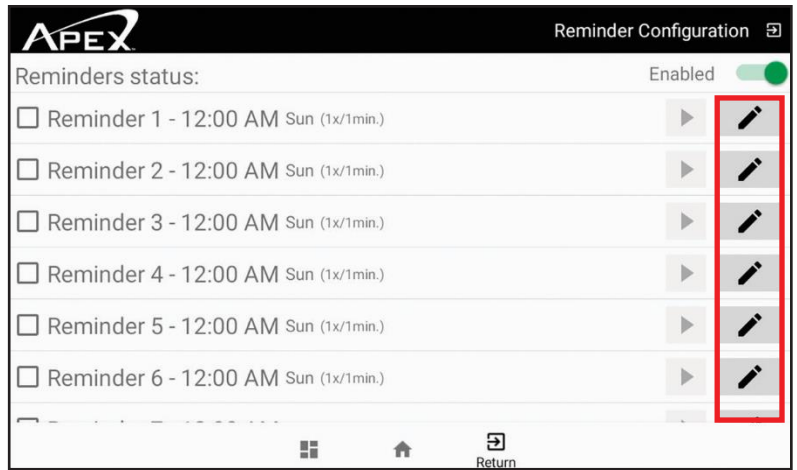 APEX™ Reminder Configuration
Reminders status: Enabled
Reminder 1 - 12:00 AM Sun (1x/1min.)
Reminder 2 - 12:00 AM Sun (1x/1min.)
Reminder 3 - 12:00 AM Sun (1x/1min.)
Reminder 4 - 12:00 AM Sun (1x/1min.)
Reminder 5 - 12:00 AM Sun (1x/1min.)
Reminder 6 - 12:00 AM Sun (1x/1min.)
Return